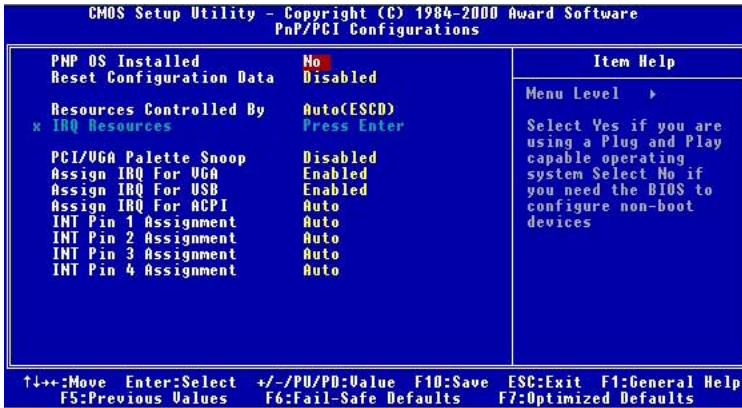 CMOS Setup Utility - Copyright (C) 1984-2000 Award Software
PnP/PCI Configurations
PNP OS Installed No
Reset Configuration Data Disabled
Resources Controlled By Auto(ESCD)
x IRQ Resources Press Enter
PCI/VGA Palette Snoop Disabled
Assign IRQ For VGA Enabled
Assign IRQ For USB Enabled
Assign IRQ For ACPI Auto
INT Pin 1 Assignment Auto
INT Pin 2 Assignment Auto
INT Pin 3 Assignment Auto
INT Pin 4 Assignment Auto
Item Help
Menu Level ▸
Select Yes if you are
using a Plug and Play
capable operating
system Select No if
you need the BIOS to
configure non-boot
devices
↑↓→←:Move Enter:Select +/-/PU/PD:Value F10:Save ESC:Exit F1:General Help
F5:Previous Values F6:Fail-Safe Defaults F7:Optimized Defaults